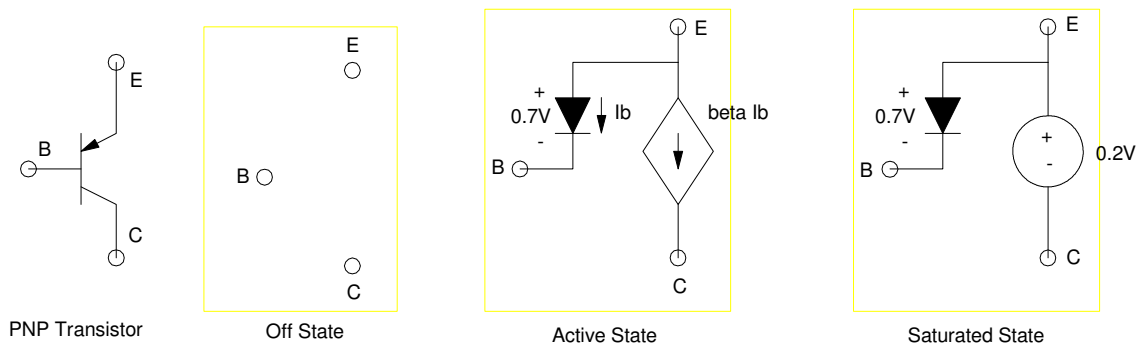 E
B
C
PNP Transistor
E
B
C
Off State
E
+
0.7V
-
Ib
beta Ib
B
C
Active State
E
+
0.7V
-
+
-
0.2V
B
C
Saturated State